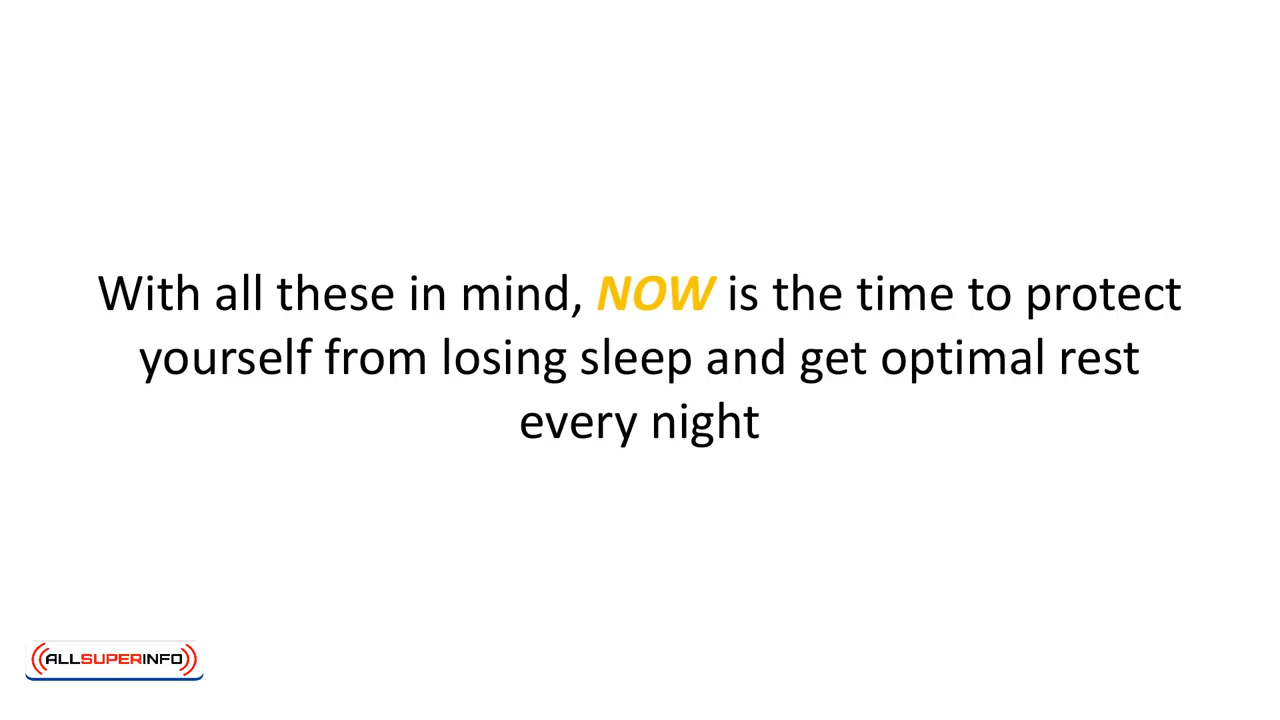 With all these in mind, NOW is the time to protect
yourself from losing sleep and get optimal rest
every night
ALLSUPERINFO